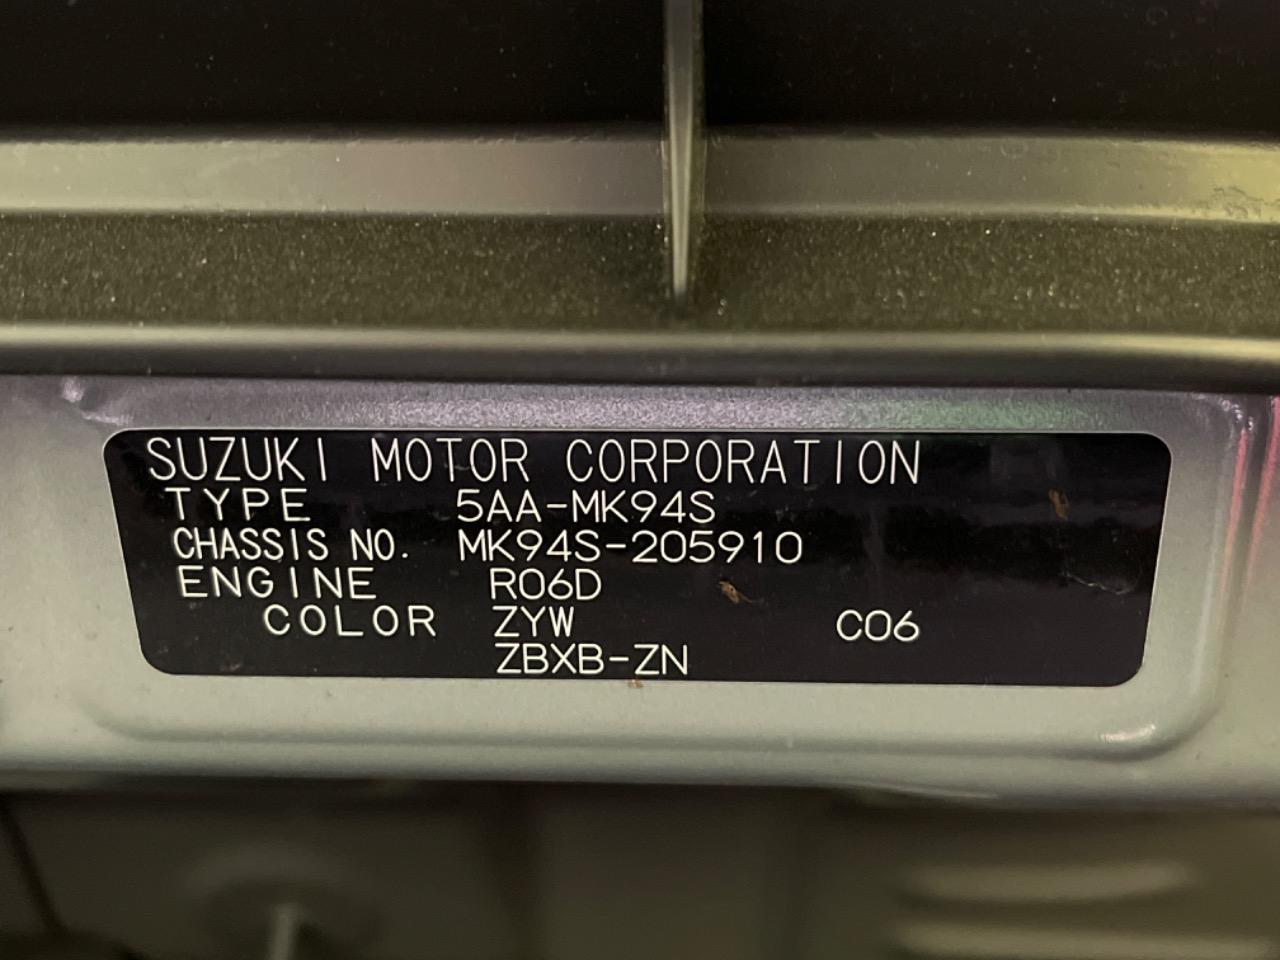 SUZUKI MOTOR CORPORATION
TYPE 5AA-MK94S
CHASSIS NO. MK94S-205910
ENGINE R06D
COLOR ZYW C06
ZBXB-ZN